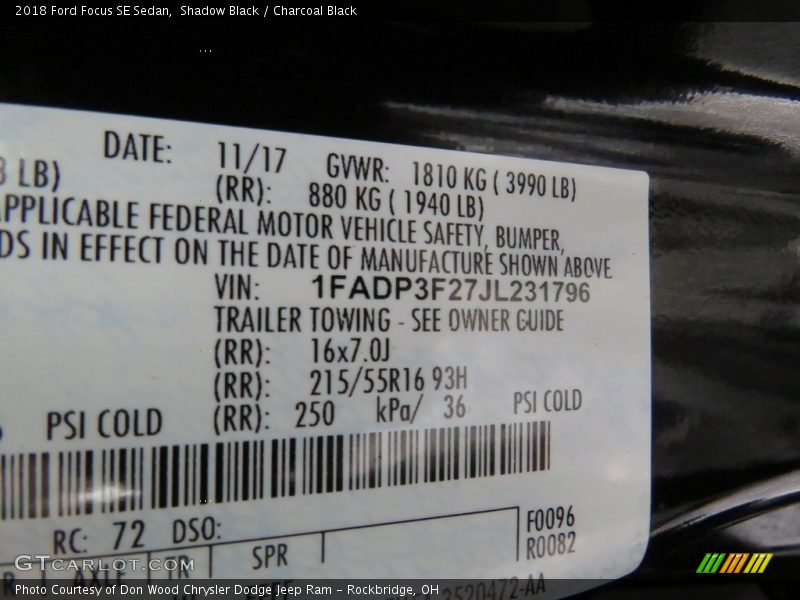 2018 Ford Focus SE Sedan, Shadow Black / Charcoal Black
DATE: 11/17 GVWR: 1810 KG ( 3990 LB)
LB) (RR): 880 KG ( 1940 LB)
APPLICABLE FEDERAL MOTOR VEHICLE SAFETY, BUMPER,
DS IN EFFECT ON THE DATE OF MANUFACTURE SHOWN ABOVE
VIN: 1FADP3F27JL231796
TRAILER TOWING - SEE OWNER GUIDE
(RR): 16x7.0J
(RR): 215/55R16 93H
PSI COLD (RR): 250 kPa/ 36 PSI COLD
RC: 72 DSO:
F0096
R AXLE TR SPR R0082
GTCarLot.com
Photo Courtesy of Don Wood Chrysler Dodge Jeep Ram – Rockbridge, OH